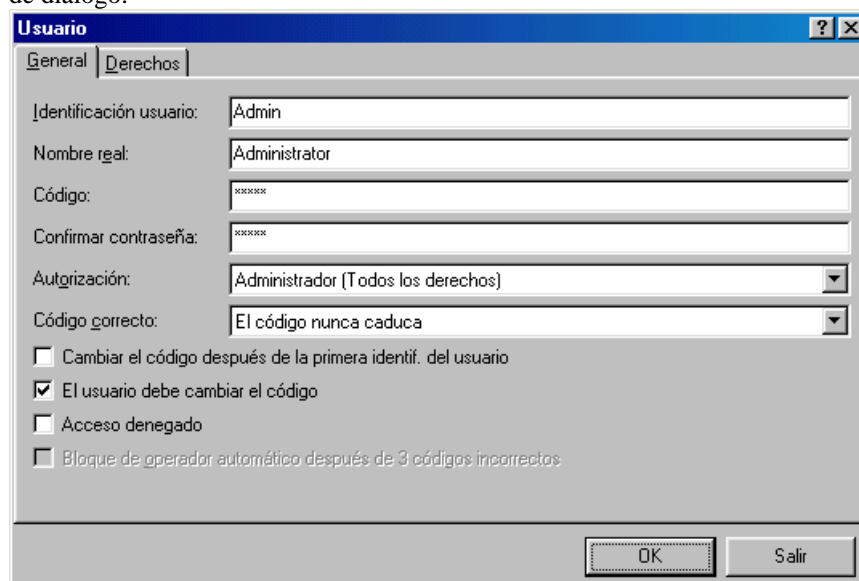 de diálogo:
Usuario
General Derechos
Identificación usuario: Admin
Nombre real: Administrator
Código: *****
Confirmar contraseña: *****
Autorización: Administrador (Todos los derechos)
Código correcto: El código nunca caduca
Cambiar el código después de la primera identif. del usuario
El usuario debe cambiar el código
Acceso denegado
Bloque de operador automático después de 3 códigos incorrectos
OK Salir